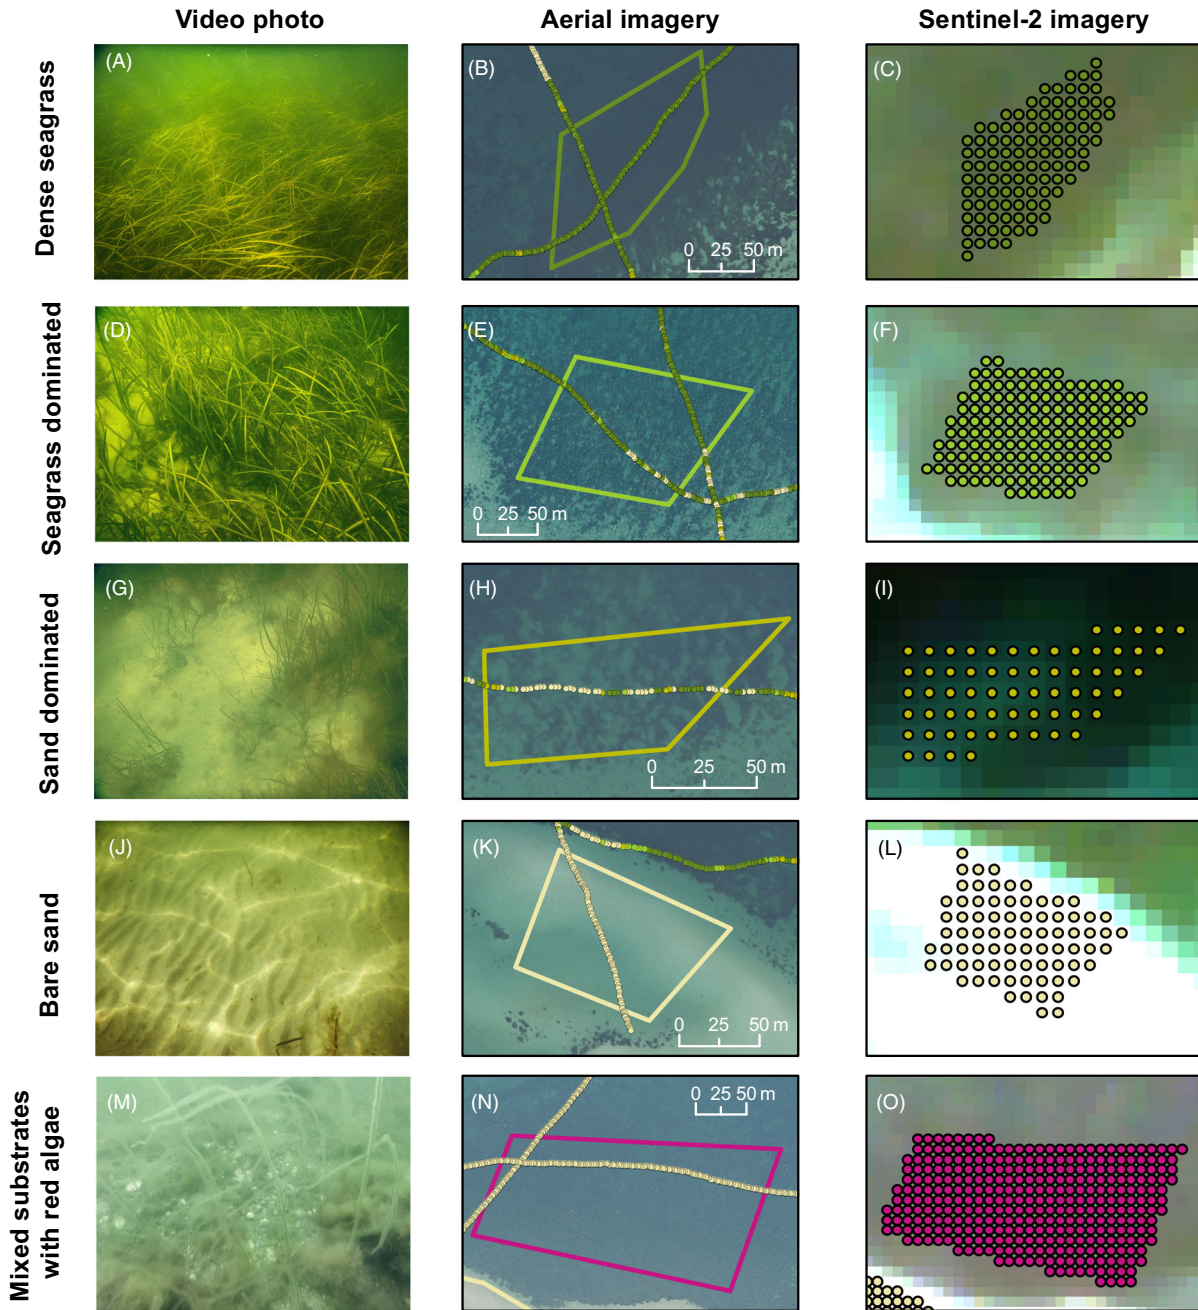 Video photo
Aerial imagery
Sentinel-2 imagery
Dense seagrass
(A)
(B)
0 25 50 m
(C)
Seagrass dominated
(D)
(E)
0 25 50 m
(F)
Sand dominated
(G)
(H)
0 25 50 m
(I)
Bare sand
(J)
(K)
0 25 50 m
(L)
Mixed substrates
with red algae
(M)
(N)
0 25 50 m
(O)